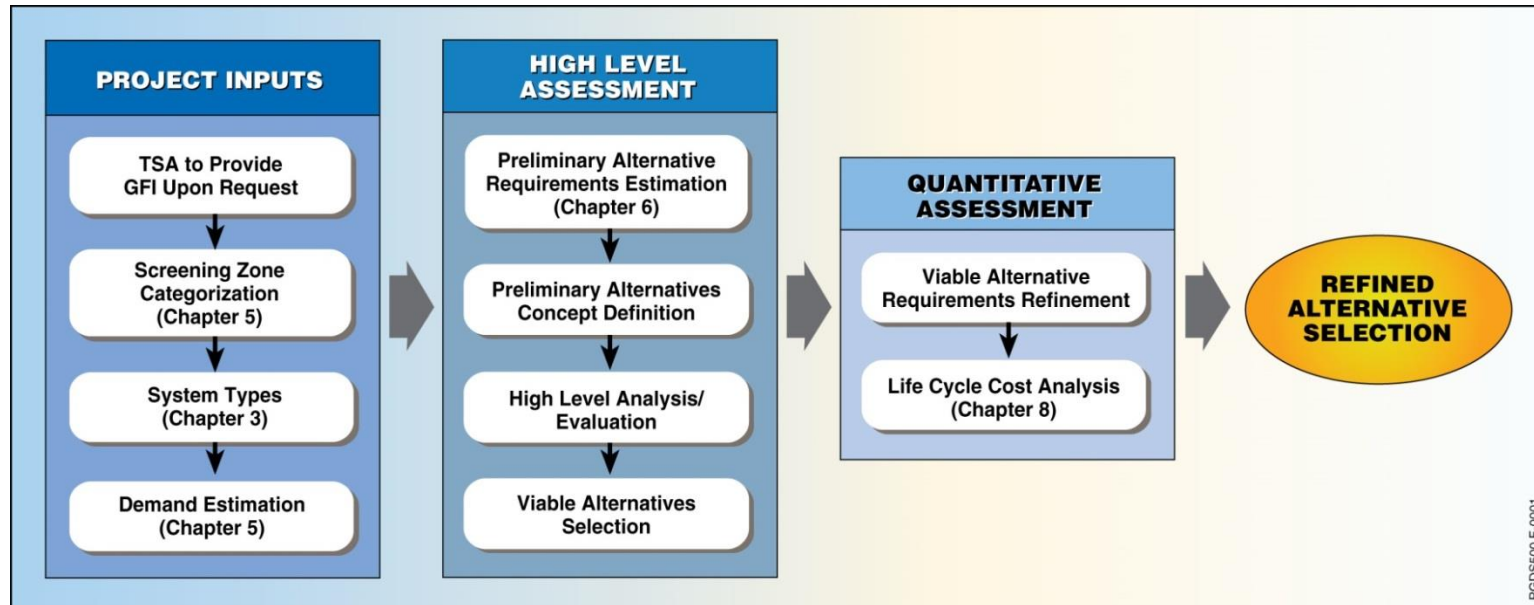 PROJECT INPUTS
TSA to Provide
GFI Upon Request
Screening Zone
Categorization
(Chapter 5)
System Types
(Chapter 3)
Demand Estimation
(Chapter 5)
HIGH LEVEL
ASSESSMENT
Preliminary Alternative
Requirements Estimation
(Chapter 6)
Preliminary Alternatives
Concept Definition
High Level Analysis/
Evaluation
Viable Alternatives
Selection
QUANTITATIVE
ASSESSMENT
Viable Alternative
Requirements Refinement
Life Cycle Cost Analysis
(Chapter 8)
REFINED
ALTERNATIVE
SELECTION